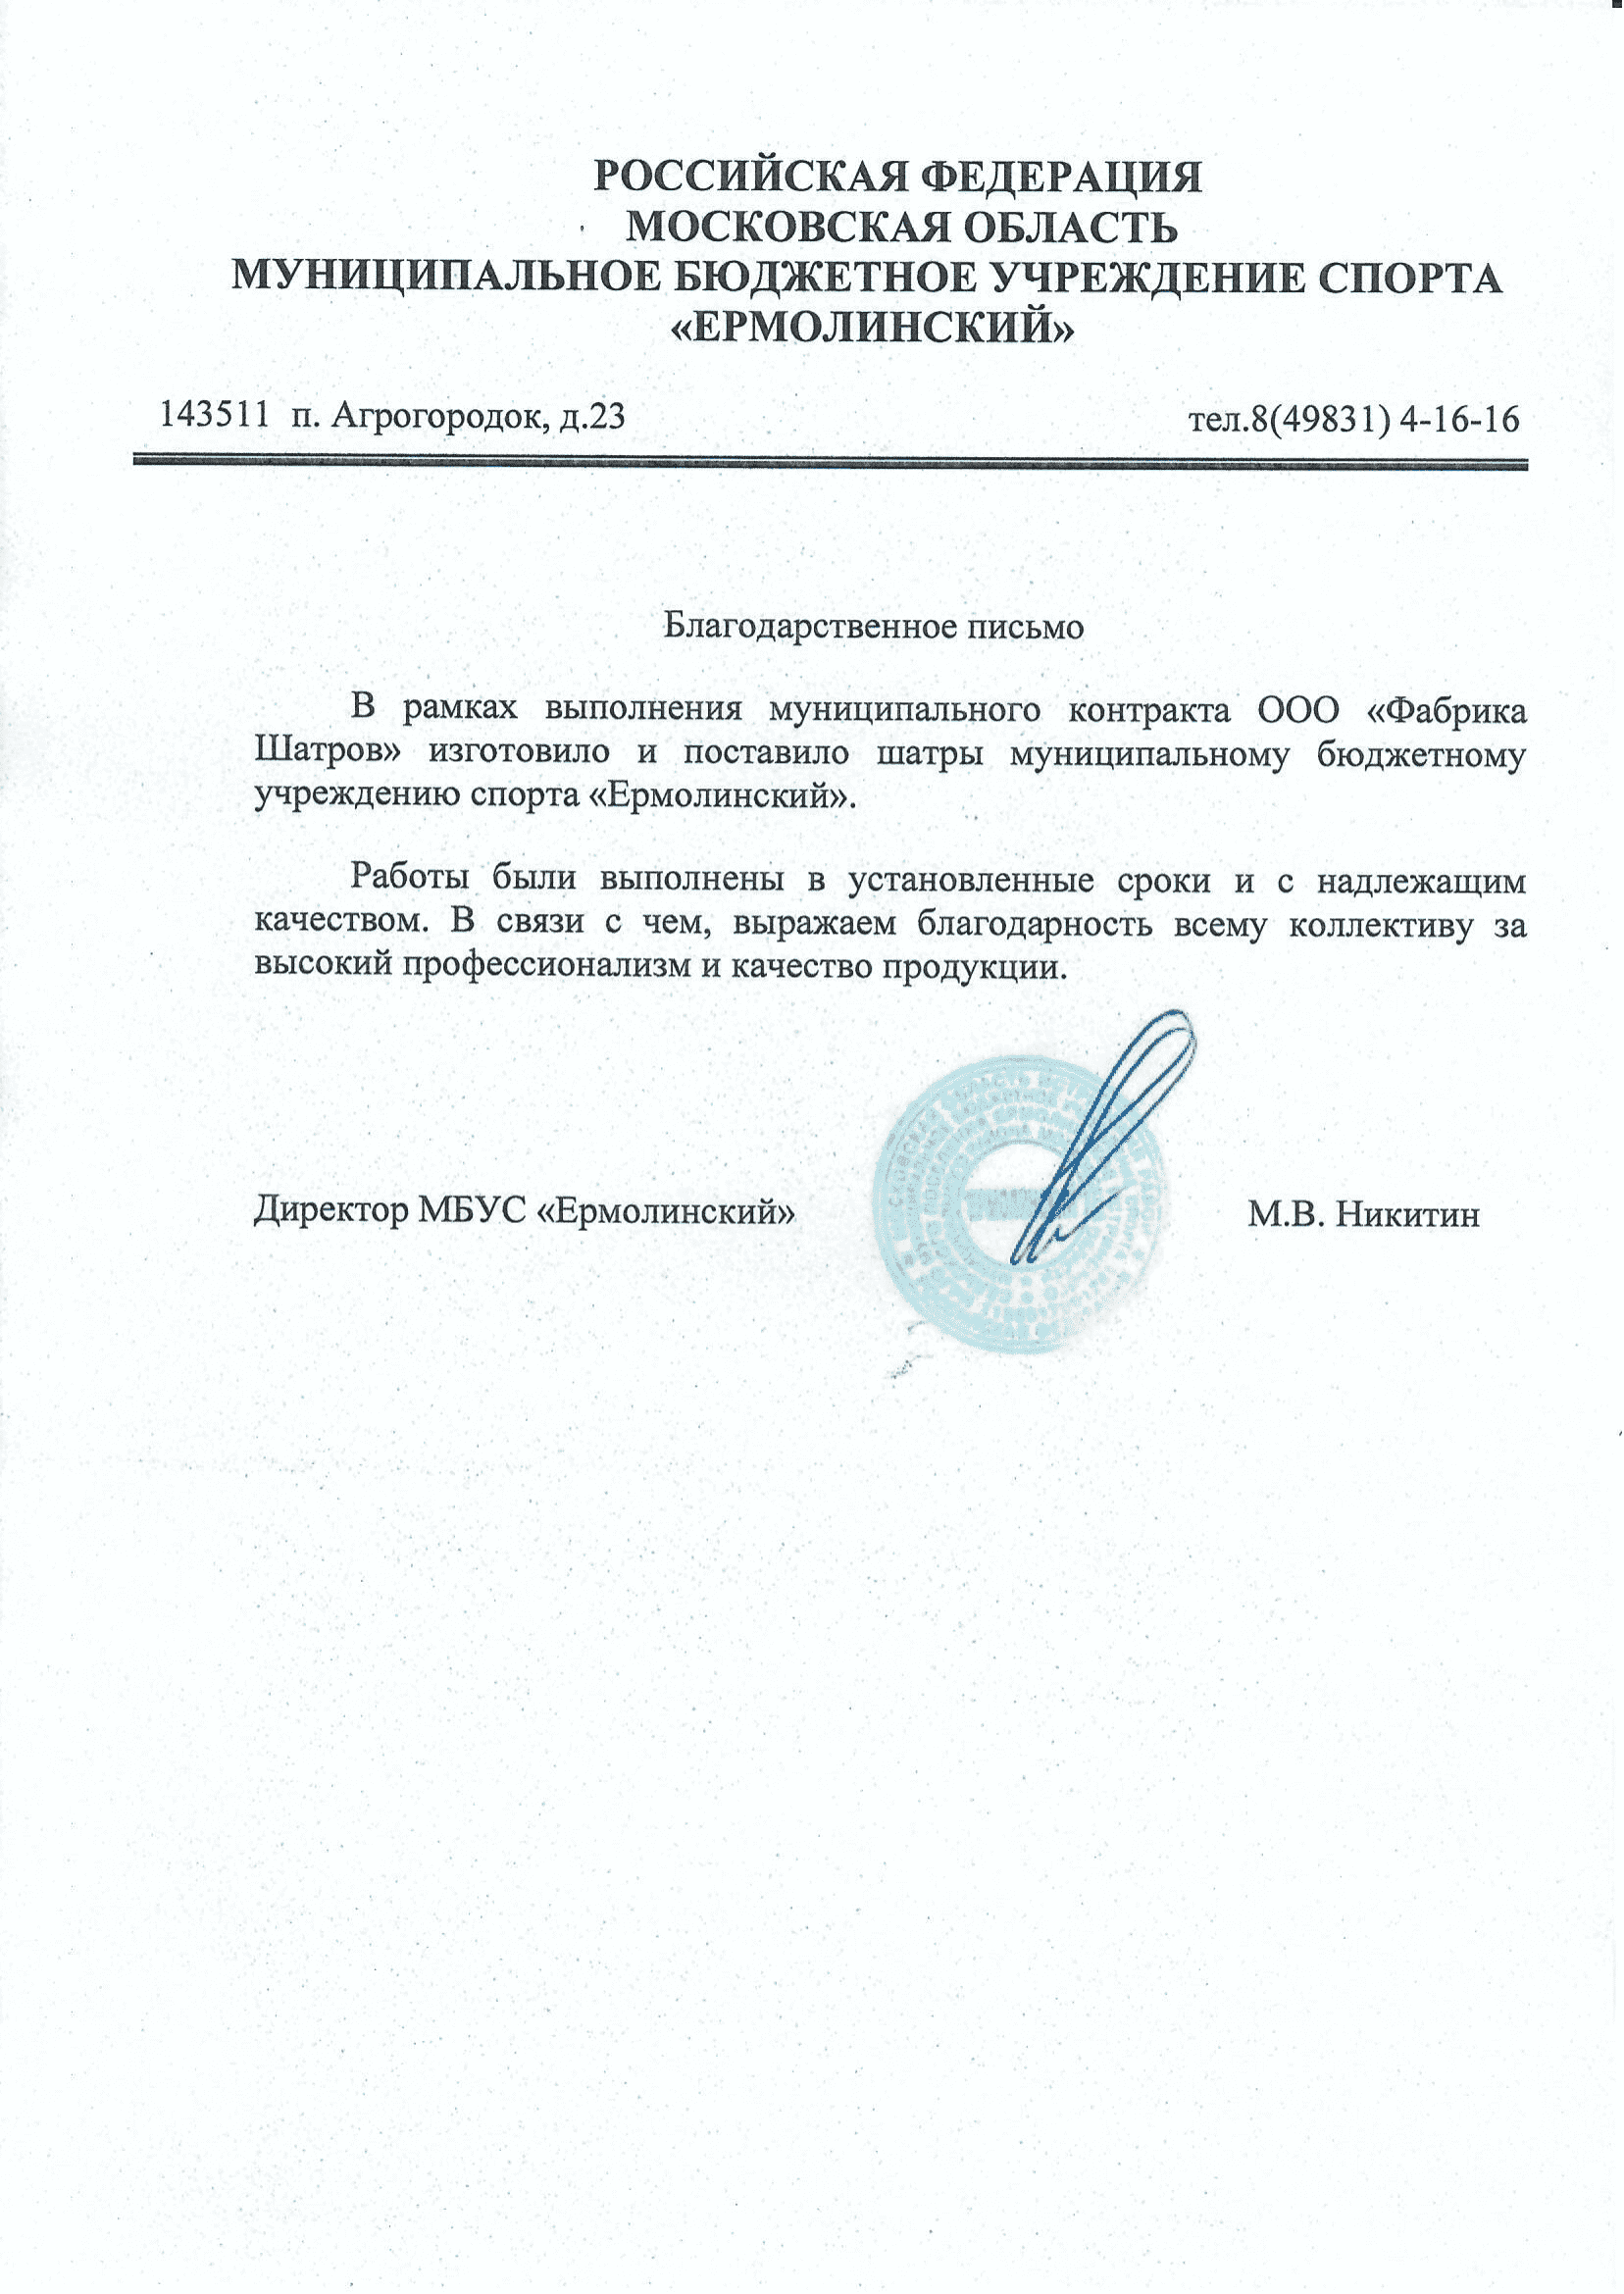 РОССИЙСКАЯ ФЕДЕРАЦИЯ
МОСКОВСКАЯ ОБЛАСТЬ
МУНИЦИПАЛЬНОЕ БЮДЖЕТНОЕ УЧРЕЖДЕНИЕ СПОРТА
«ЕРМОЛИНСКИЙ»
143511 п. Агрогородок, д.23 тел.8(49831) 4-16-16
Благодарственное письмо
В рамках выполнения муниципального контракта ООО «Фабрика
Шатров» изготовило и поставило шатры муниципальному бюджетному
учреждению спорта «Ермолинский».
Работы были выполнены в установленные сроки и с надлежащим
качеством. В связи с чем, выражаем благодарность всему коллективу за
высокий профессионализм и качество продукции.
Директор МБУС «Ермолинский» М.В. Никитин